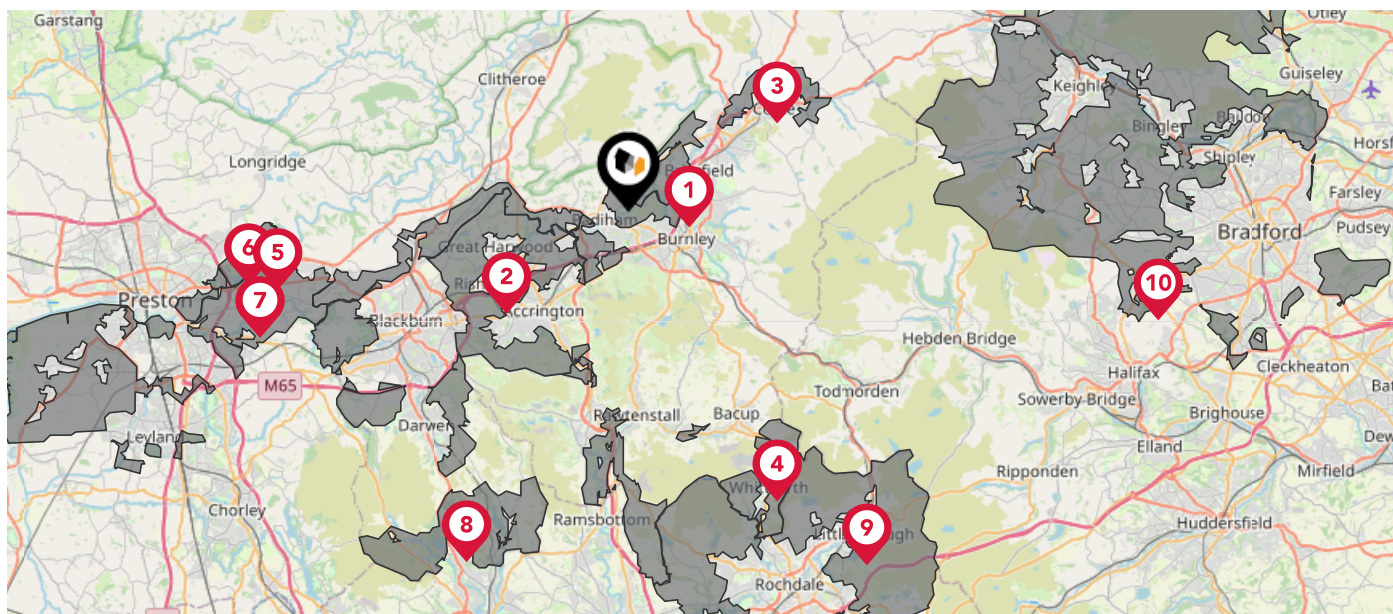 Garstang
Otley
Clitheroe
Guiseley
3
Keighley
Bingley
Longridge
Shipley
1
Farsley
Padiham
Pudsey
Burnley
Bradford
Great Harwood
6
5
2
10
7
Preston
Accrington
Blackburn
Hebden Bridge
Cleckheaton
Halifax
M65
Todmorden
Sowerby Bridge
Brighouse
Bacup
Darwen
Leyland
Elland
4
Ripponden
Mirfield
Chorley
8
Ramsbottom
9
Huddersfield
Rochdale